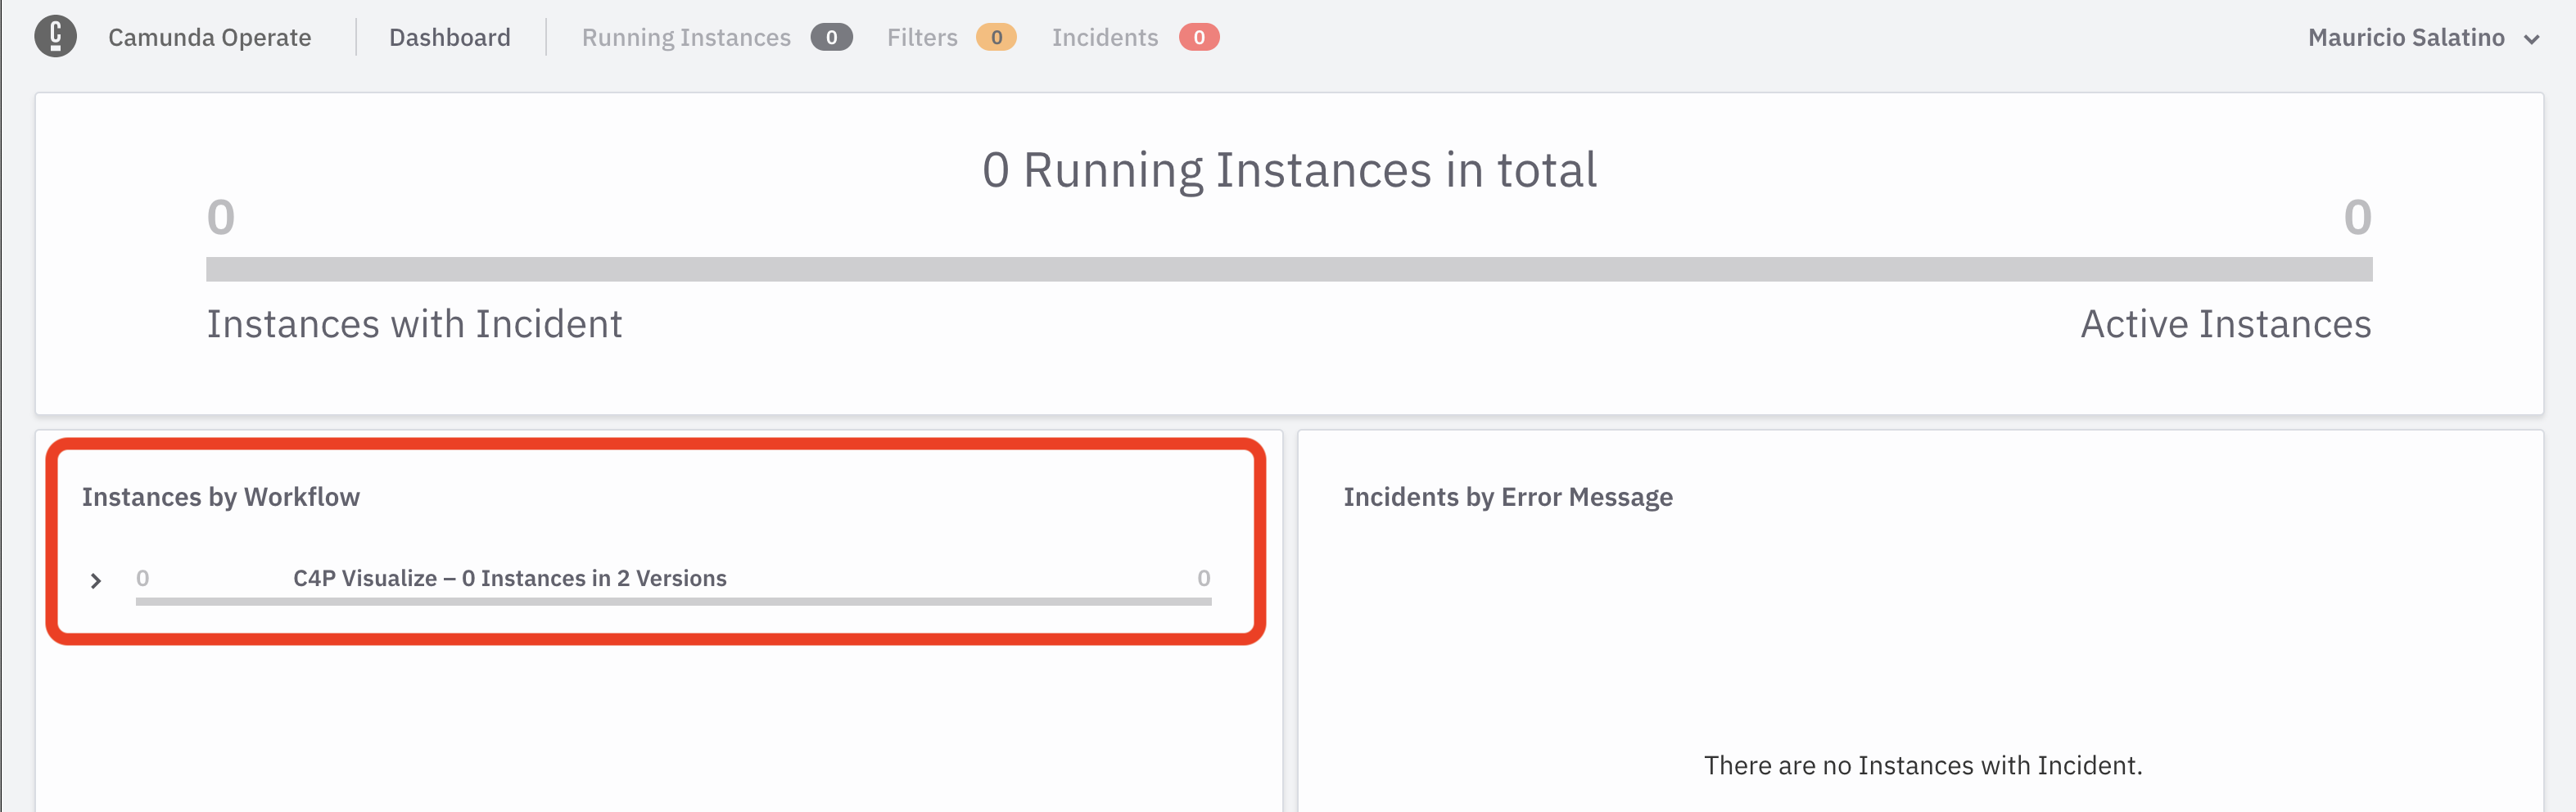 Camunda Operate Dashboard Running Instances 0 Filters 0 Incidents 0 Mauricio Salatino
0 Running Instances in total
0 0
Instances with Incident Active Instances
Instances by Workflow
0 C4P Visualize – 0 Instances in 2 Versions 0
Incidents by Error Message
There are no Instances with Incident.